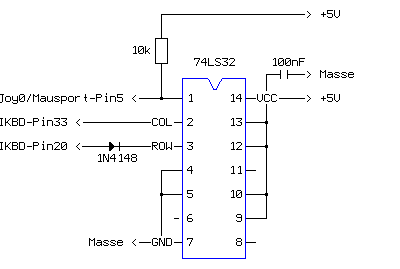 +5V
10k
74LS32
100nF
Masse
Joy0/Mausport-Pin5
1
14
VCC
+5V
IKBD-Pin33
COL
2
13
IKBD-Pin20
ROW
3
12
1N4148
4
11
5
10
6
9
Masse
GND
7
8